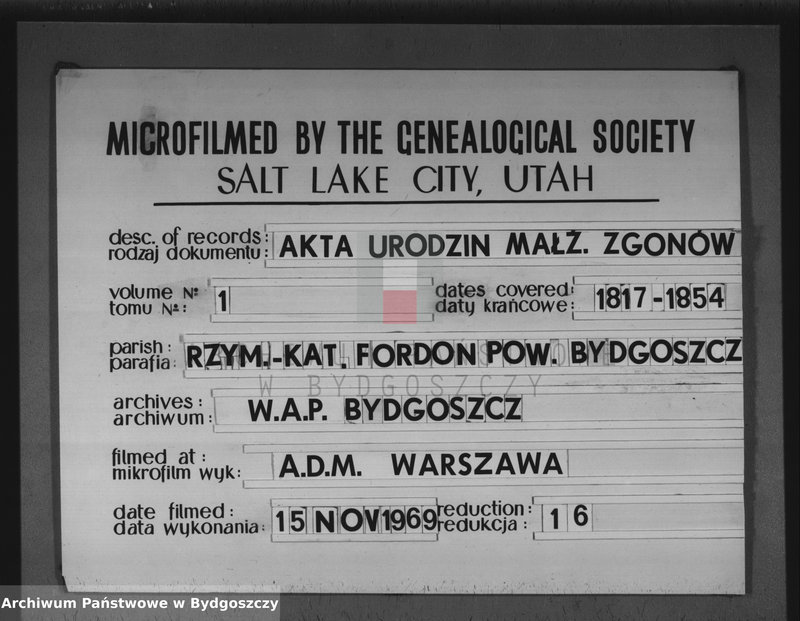 MICROFILMED BY THE GENEALOGICAL SOCIETY
SALT LAKE CITY, UTAH
desc. of records:
rodzaj dokumentu: AKTA URODZIN MAŁŻ. ZGONÓW
volume Nº
tomu Nº: 1
dates covered:
daty krańcowe: 1817-1854
parish:
parafia: RZYM.-KAT. FORDON POW. BYDGOSZCZ
W BYDGOSZCZY
archives:
archiwum: W.A.P. BYDGOSZCZ
filmed at:
mikrofilm wyk: A.D.M. WARSZAWA
date filmed:
data wykonania: 15 NOV 1969
reduction:
redukcja: 16
Archiwum Państwowe w Bydgoszczy